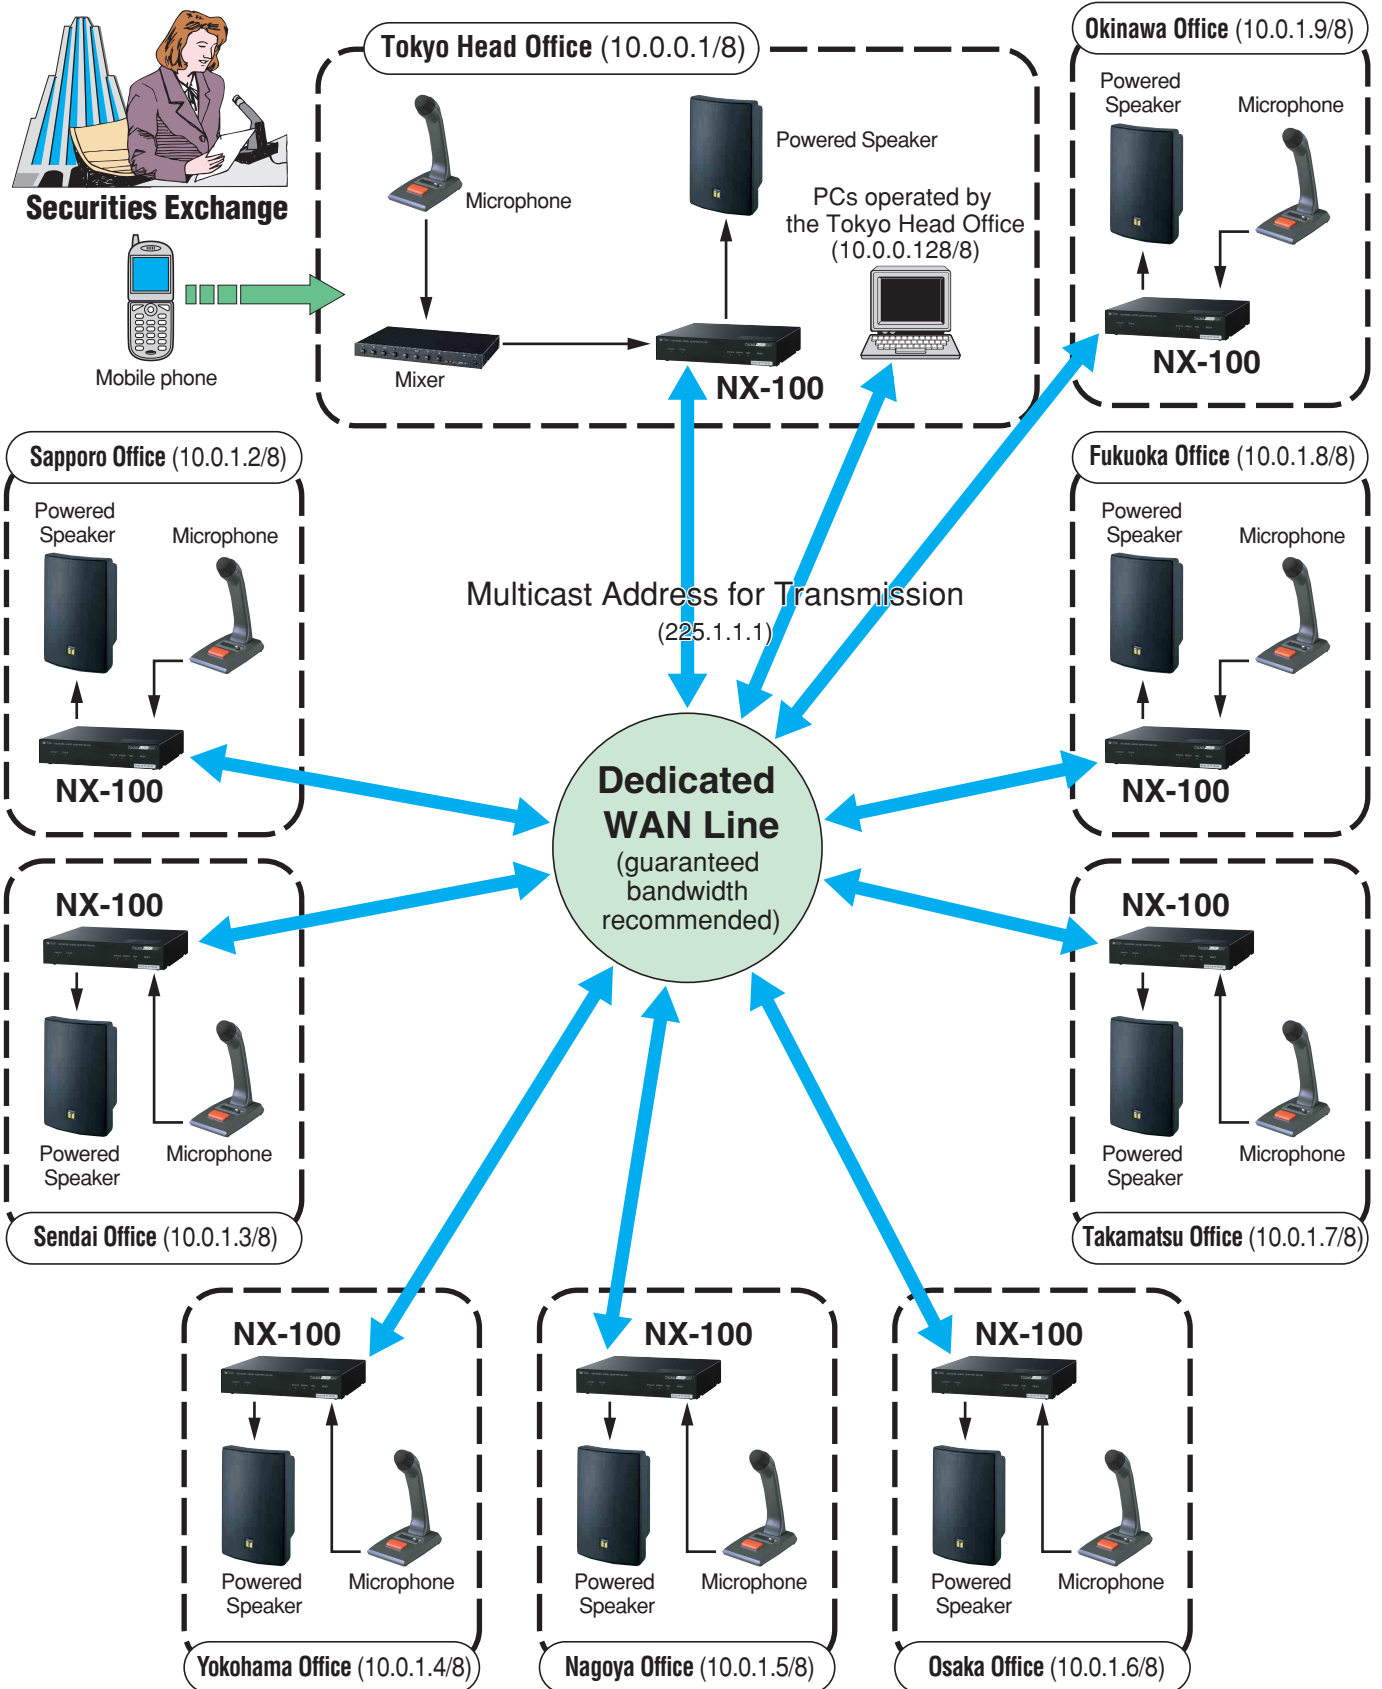 Securities Exchange
Mobile phone
Tokyo Head Office (10.0.0.1/8)
Microphone
Powered Speaker
PCs operated by
the Tokyo Head Office
(10.0.0.128/8)
Mixer
NX-100
Okinawa Office (10.0.1.9/8)
Powered
Speaker
Microphone
NX-100
Sapporo Office (10.0.1.2/8)
Powered
Speaker
Microphone
NX-100
Fukuoka Office (10.0.1.8/8)
Powered
Speaker
Microphone
NX-100
Multicast Address for Transmission
(225.1.1.1)
Dedicated
WAN Line
(guaranteed
bandwidth
recommended)
NX-100
Powered
Speaker
Microphone
Sendai Office (10.0.1.3/8)
NX-100
Powered
Speaker
Microphone
Takamatsu Office (10.0.1.7/8)
NX-100
Powered
Speaker
Microphone
Yokohama Office (10.0.1.4/8)
NX-100
Powered
Speaker
Microphone
Nagoya Office (10.0.1.5/8)
NX-100
Powered
Speaker
Microphone
Osaka Office (10.0.1.6/8)